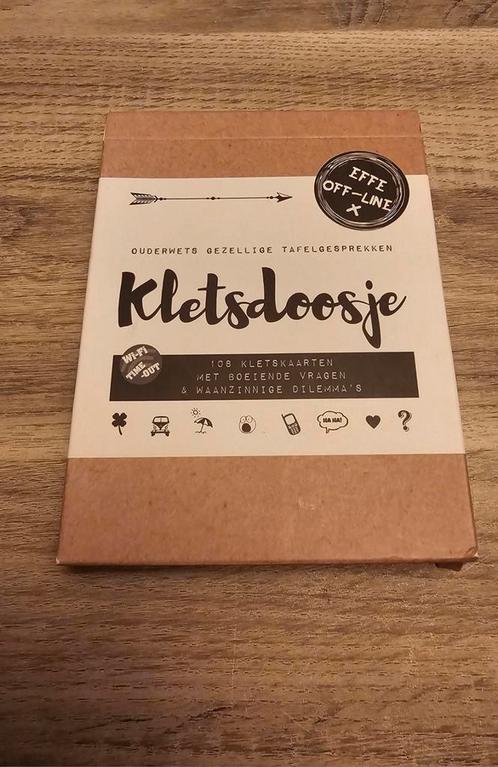 EFFE
OFF-LINE
X
OUDERWETS GEZELLIGE TAFELGESPREKKEN
Kletsdoosje
WI-FI
TIME-OUT
108 KLETSKAARTEN
MET BOEIENDE VRAGEN
& WAANZINNIGE DILEMMA'S
HA HA!
?